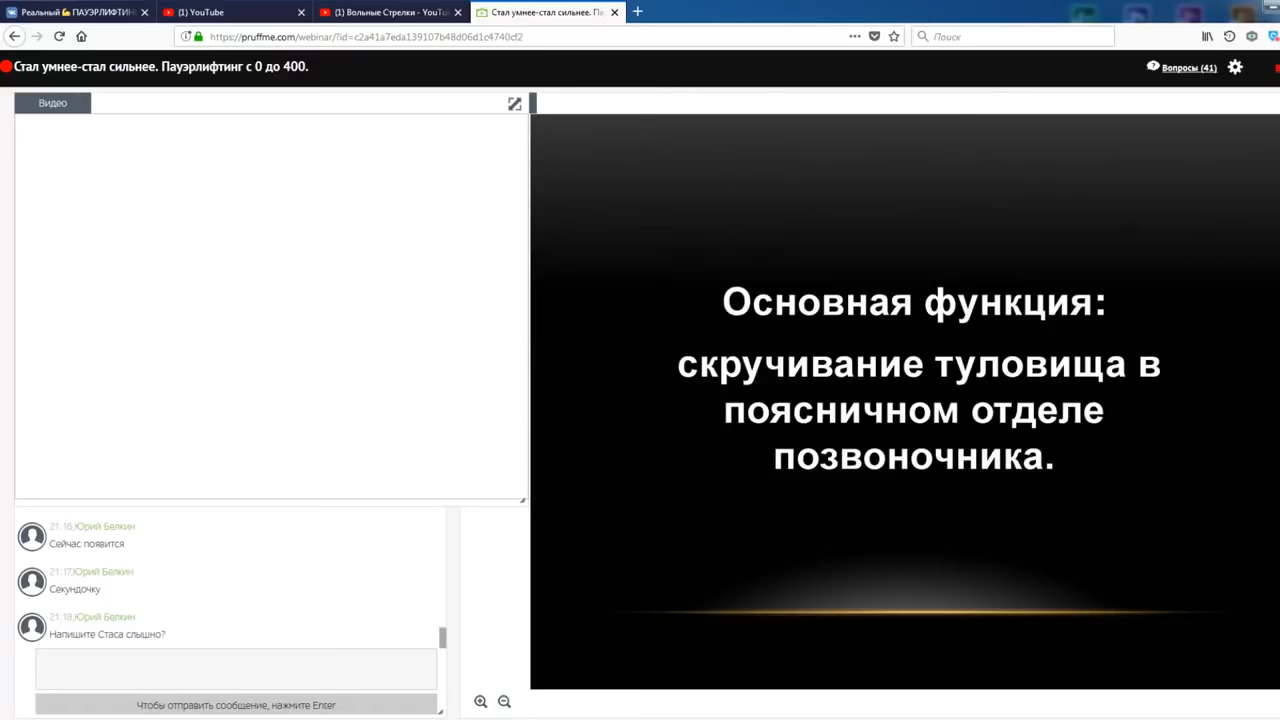 Реальный 💪 ПАУЭРЛИФТИН
(1) YouTube
(1) Вольные Стрелки - YouTu
Стал умнее-стал сильнее. Па
https://pruffme.com/webinar/?id=c2a41a7eda139107b48d06d1c4740cf2
Поиск
Стал умнее-стал сильнее. Пауэрлифтинг с 0 до 400.
Вопросы (41)
Видео
Основная функция:
скручивание туловища в
поясничном отделе
позвоночника.
21:16,Юрий Белкин
Сейчас появится
21:17,Юрий Белкин
Секундочку
21:18,Юрий Белкин
Напишите Стаса слышно?
Чтобы отправить сообщение, нажмите Enter